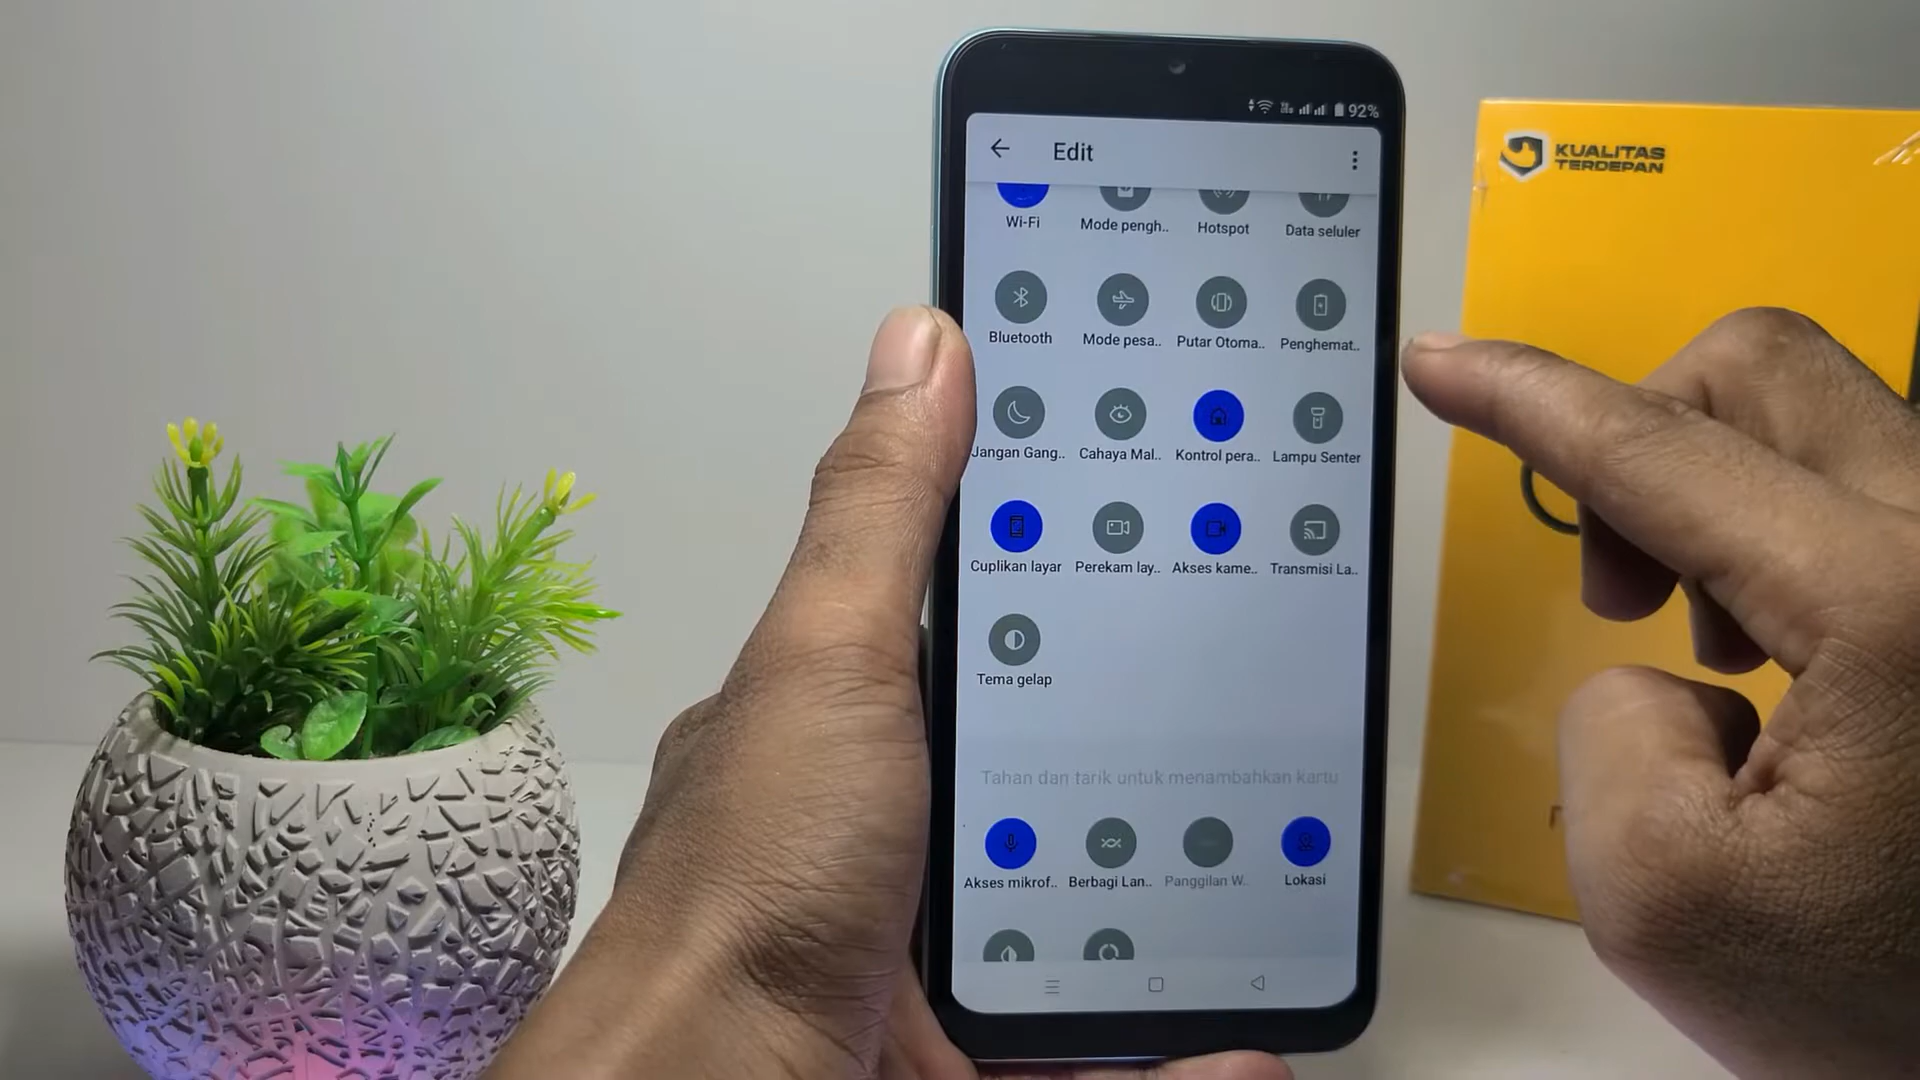 92%
Edit
Wi-Fi
Mode pengh..
Hotspot
Data seluler
Bluetooth
Mode pesa..
Putar Otoma..
Penghemat..
Jangan Gang..
Cahaya Mal..
Kontrol pera..
Lampu Senter
Cuplikan layar
Perekam lay..
Akses kame..
Transmisi La..
Tema gelap
Tahan dan tarik untuk menambahkan kartu
Akses mikrof..
Berbagi Lan..
Panggilan W..
Lokasi
KUALITAS
TERDEPAN